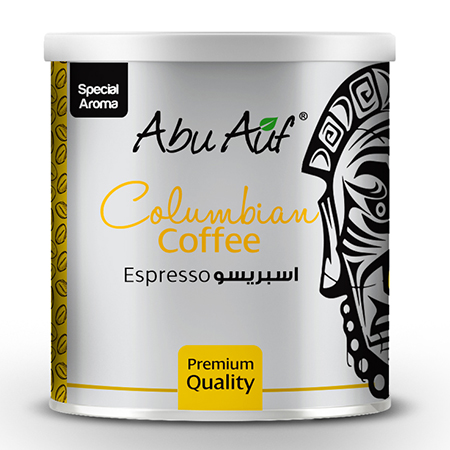 Special
Aroma
Abu Auf ®
Columbian
Coffee
Espresso اسبريسو
Premium
Quality